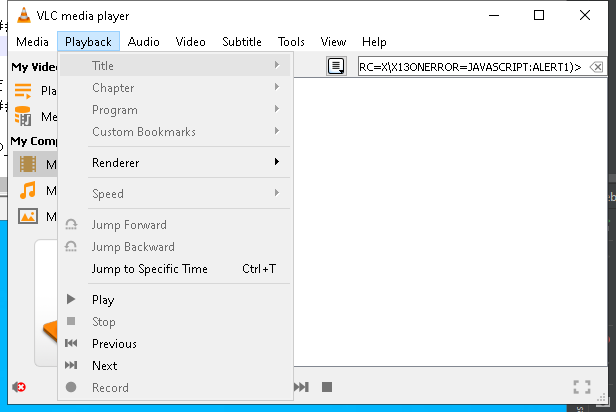 VLC media player
Media Playback Audio Video Subtitle Tools View Help
My Video
Title
RC=X\X13ONERROR=JAVASCRIPT:ALERT1)>
Pla
Chapter
Me
Program
My Comp
Custom Bookmarks
M
Renderer
M
Speed
M
Jump Forward
Jump Backward
Jump to Specific Time Ctrl+T
Play
Stop
Previous
Next
Record